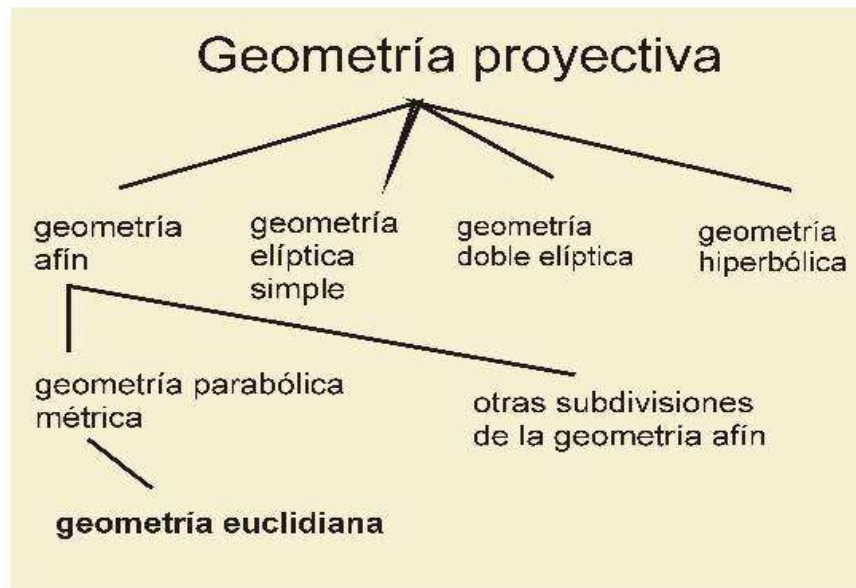 Geometría proyectiva
geometría
afín
geometría
elíptica
simple
geometría
doble elíptica
geometría
hiperbólica
geometría parabólica
métrica
otras subdivisiones
de la geometria afín
geometría euclidiana